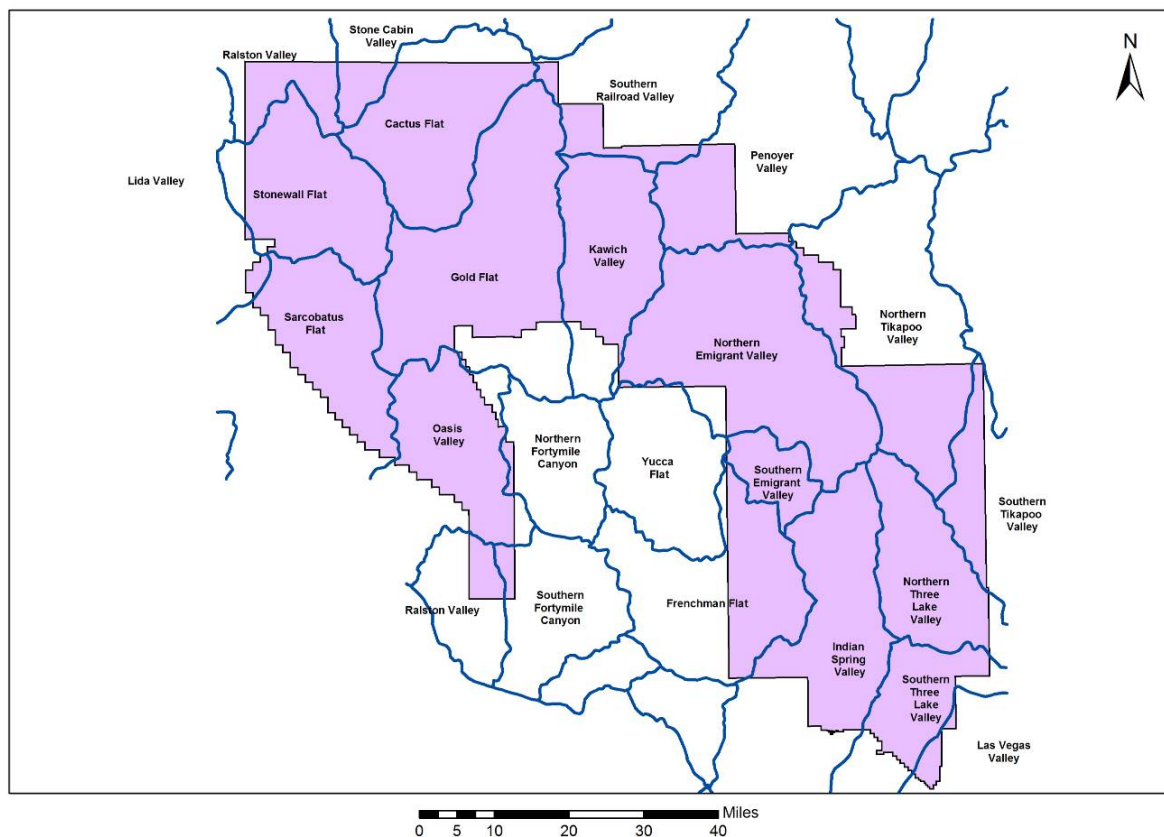 Stone Cabin
Valley
Ralston Valley
N
Southern
Railroad Valley
Cactus Flat
Penoyer
Valley
Lida Valley
Stonewall Flat
Kawich
Valley
Gold Flat
Sarcobatus
Flat
Northern
Tikapoo
Valley
Northern
Emigrant Valley
Oasis
Valley
Northern
Fortymile
Canyon
Yucca
Flat
Southern
Emigrant
Valley
Southern
Tikapoo
Valley
Ralston Valley
Southern
Fortymile
Canyon
Frenchman Flat
Northern
Three
Lake
Valley
Indian
Spring
Valley
Southern
Three
Lake
Valley
Las Vegas
Valley
Miles
0 5 10 20 30 40